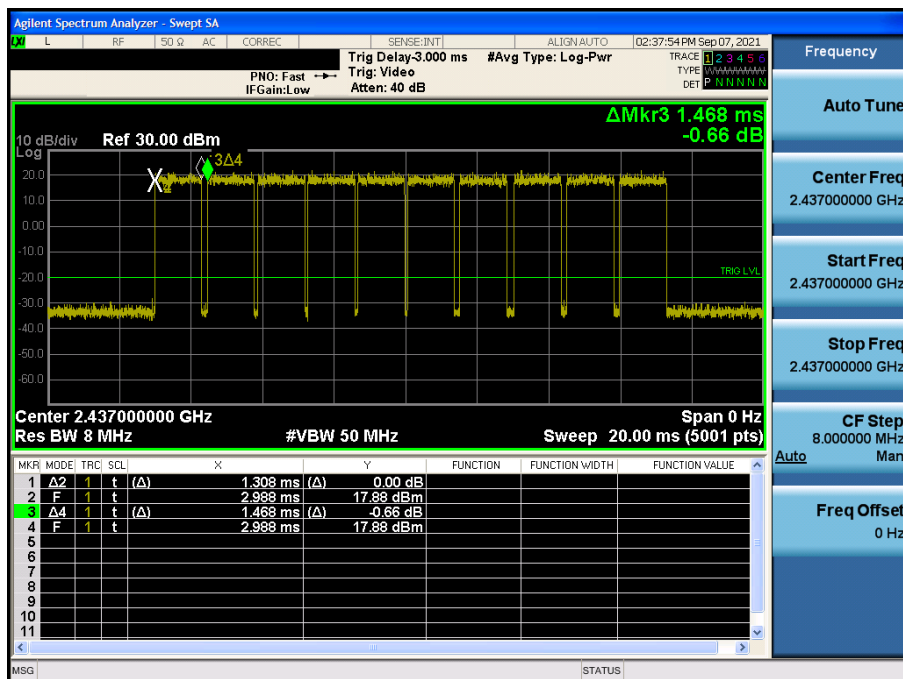 Agilent Spectrum Analyzer - Swept SA
LXI L RF 50 Ω AC CORREC SENSE:INT ALIGN AUTO 02:37:54 PM Sep 07, 2021
Trig Delay-3.000 ms #Avg Type: Log-Pwr TRACE 1 2 3 4 5 6
PNO: Fast Trig: Video TYPE
IFGain:Low Atten: 40 dB DET P N N N N N
Frequency
Auto Tune
ΔMkr3 1.468 ms
-0.66 dB
10 dB/div Ref 30.00 dBm
Log
3Δ4
20.0
10.0
0.00
-10.0
-20.0
-30.0
-40.0
-50.0
-60.0
TRIG LVL
Center 2.437000000 GHz Span 0 Hz
Res BW 8 MHz #VBW 50 MHz Sweep 20.00 ms (5001 pts)
Center Freq
2.437000000 GHz
Start Freq
2.437000000 GHz
Stop Freq
2.437000000 GHz
CF Step
8.000000 MHz
Auto Man
Freq Offset
0 Hz
MKR MODE TRC SCL X Y FUNCTION FUNCTION WIDTH FUNCTION VALUE
1 Δ2 1 t (Δ) 1.308 ms (Δ) 0.00 dB
2 F 1 t 2.988 ms 17.88 dBm
3 Δ4 1 t (Δ) 1.468 ms (Δ) -0.66 dB
4 F 1 t 2.988 ms 17.88 dBm
5
6
7
8
9
10
11
MSG STATUS